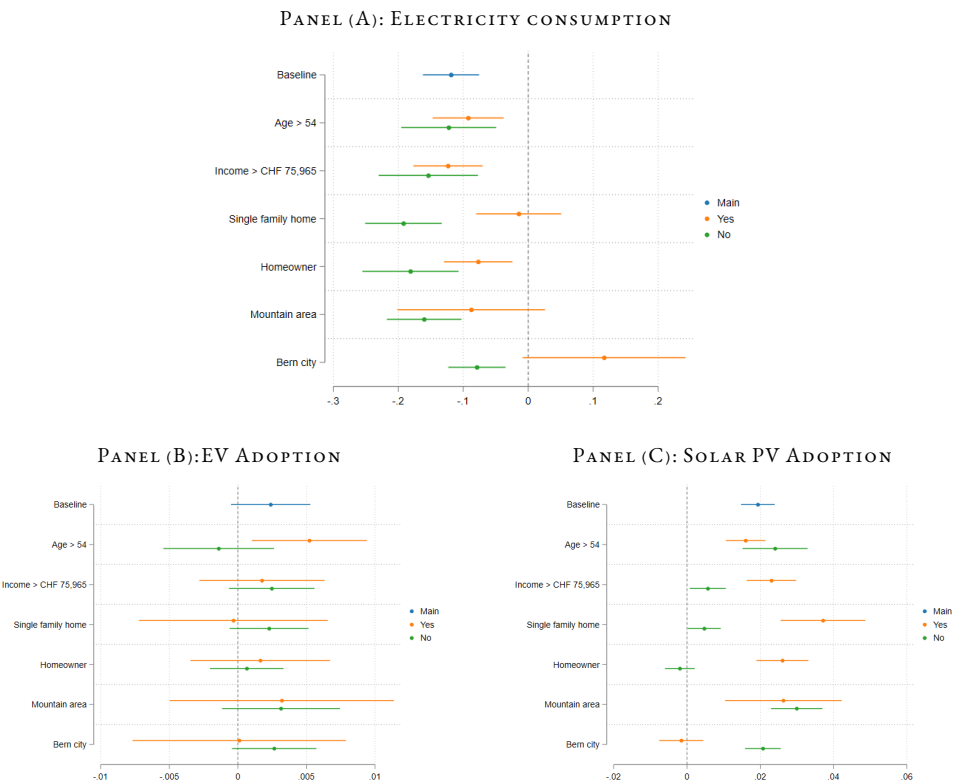 PANEL (A): ELECTRICITY CONSUMPTION
Baseline
Age > 54
Income > CHF 75,965
Single family home
Homeowner
Mountain area
Bern city
Main
Yes
No
-.3 -.2 -.1 0 .1 .2
PANEL (B):EV ADOPTION
Baseline
Age > 54
Income > CHF 75,965
Single family home
Homeowner
Mountain area
Bern city
Main
Yes
No
-.01 -.005 0 .005 .01
PANEL (C): SOLAR PV ADOPTION
Baseline
Age > 54
Income > CHF 75,965
Single family home
Homeowner
Mountain area
Bern city
Main
Yes
No
-.02 0 .02 .04 .06